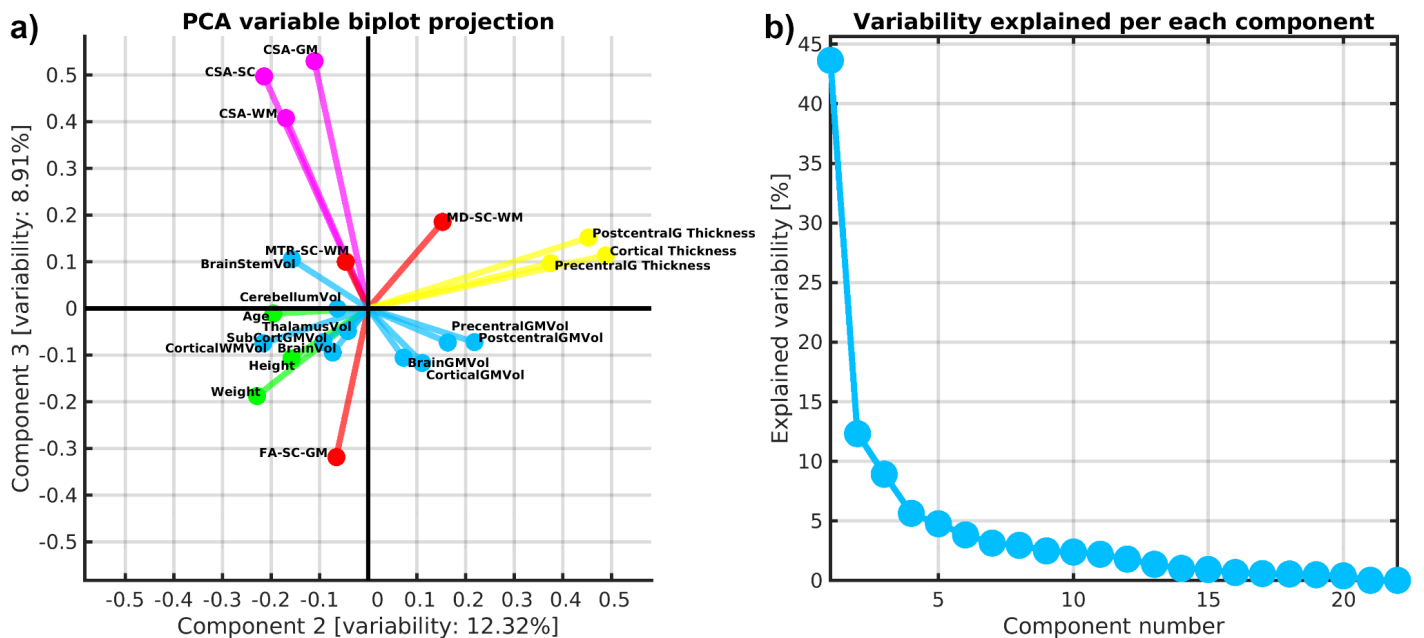 a)
PCA variable biplot projection
CSA-GM
CSA-SC
CSA-WM
MD-SC-WM
PostcentralG Thickness
Cortical Thickness
PrecentralG Thickness
MTR-SC-WM
BrainStemVol
CerebellumVol
Age
ThalamusVol
SubCortGMVol
CorticalWMVol
BrainVol
Height
Weight
PrecentralGMVol
PostcentralGMVol
BrainGMVol
CorticalGMVol
FA-SC-GM
0.5
0.4
0.3
0.2
0.1
0
-0.1
-0.2
-0.3
-0.4
-0.5
Component 3 [variability: 8.91%]
-0.5 -0.4 -0.3 -0.2 -0.1 0 0.1 0.2 0.3 0.4 0.5
Component 2 [variability: 12.32%]
b)
Variability explained per each component
45
40
35
30
25
20
15
10
5
0
Explained variability [%]
5 10 15 20
Component number